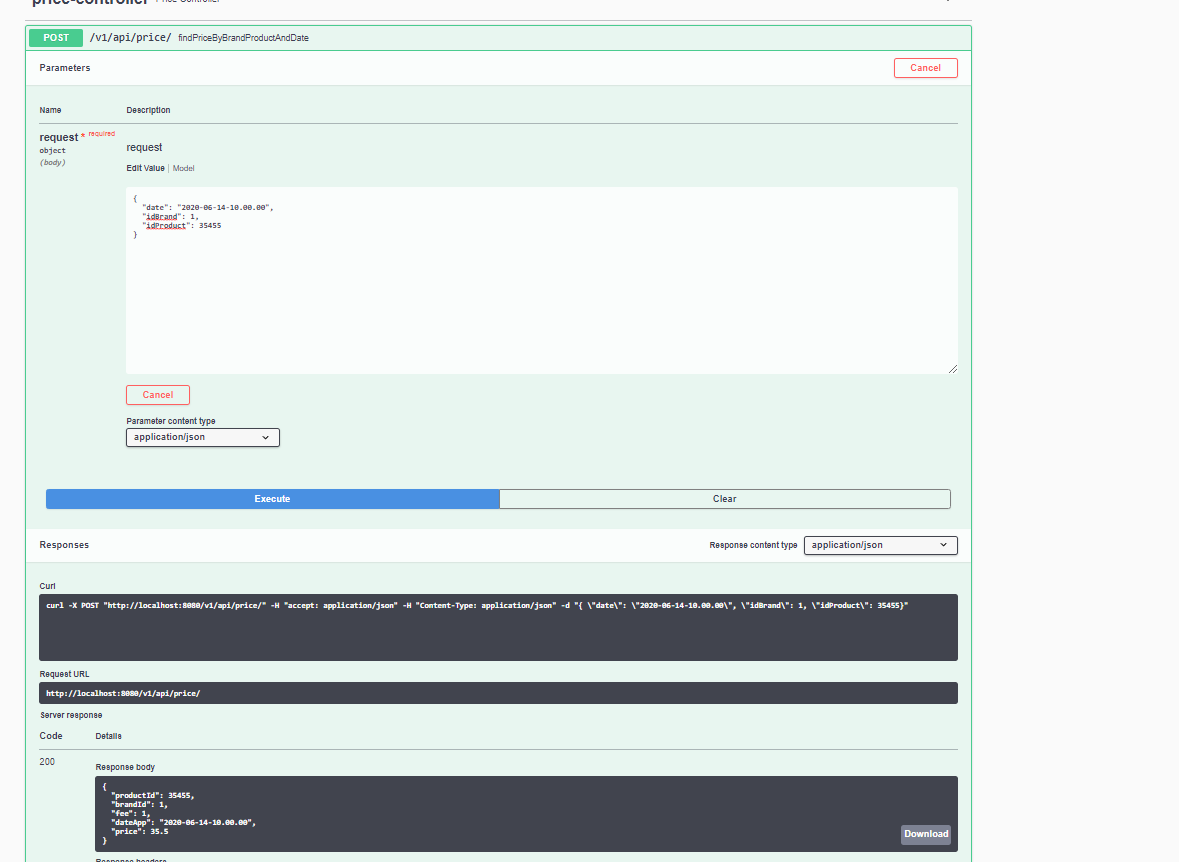 price-controller Price Controller
POST /v1/api/price/ findPriceByBrandProductAndDate
Parameters
Cancel
Name Description
request * required
object
(body)
request
Edit Value | Model
{
"date": "2020-06-14-10.00.00",
"idBrand": 1,
"idProduct": 35455
}
Cancel
Parameter content type
application/json
Execute
Clear
Responses
Response content type
application/json
Curl
curl -X POST "http://localhost:8080/v1/api/price/" -H "accept: application/json" -H "Content-Type: application/json" -d "{ \"date\": \"2020-06-14-10.00.00\", \"idBrand\": 1, \"idProduct\": 35455}"
Request URL
http://localhost:8080/v1/api/price/
Server response
Code Details
200
Response body
{
"productId": 35455,
"brandId": 1,
"fee": 1,
"dateApp": "2020-06-14-10.00.00",
"price": 35.5
}
Download
Response headers